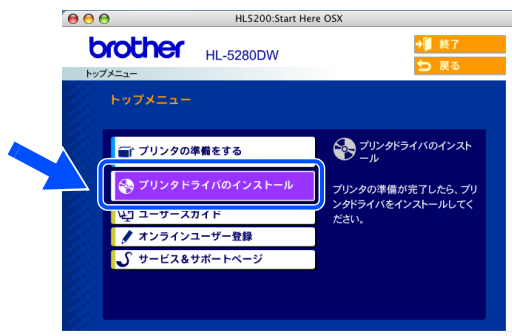 HL5200:Start Here OSX
brother
HL-5280DW
終了
戻る
トップメニュー
トップメニュー
プリンタの準備をする
プリンタドライバのインストール
ユーザーズガイド
オンラインユーザー登録
サービス&サポートページ
プリンタドライバのインスト
ール
プリンタの準備が完了したら、プリ
ンタドライバをインストールしてく
ださい。